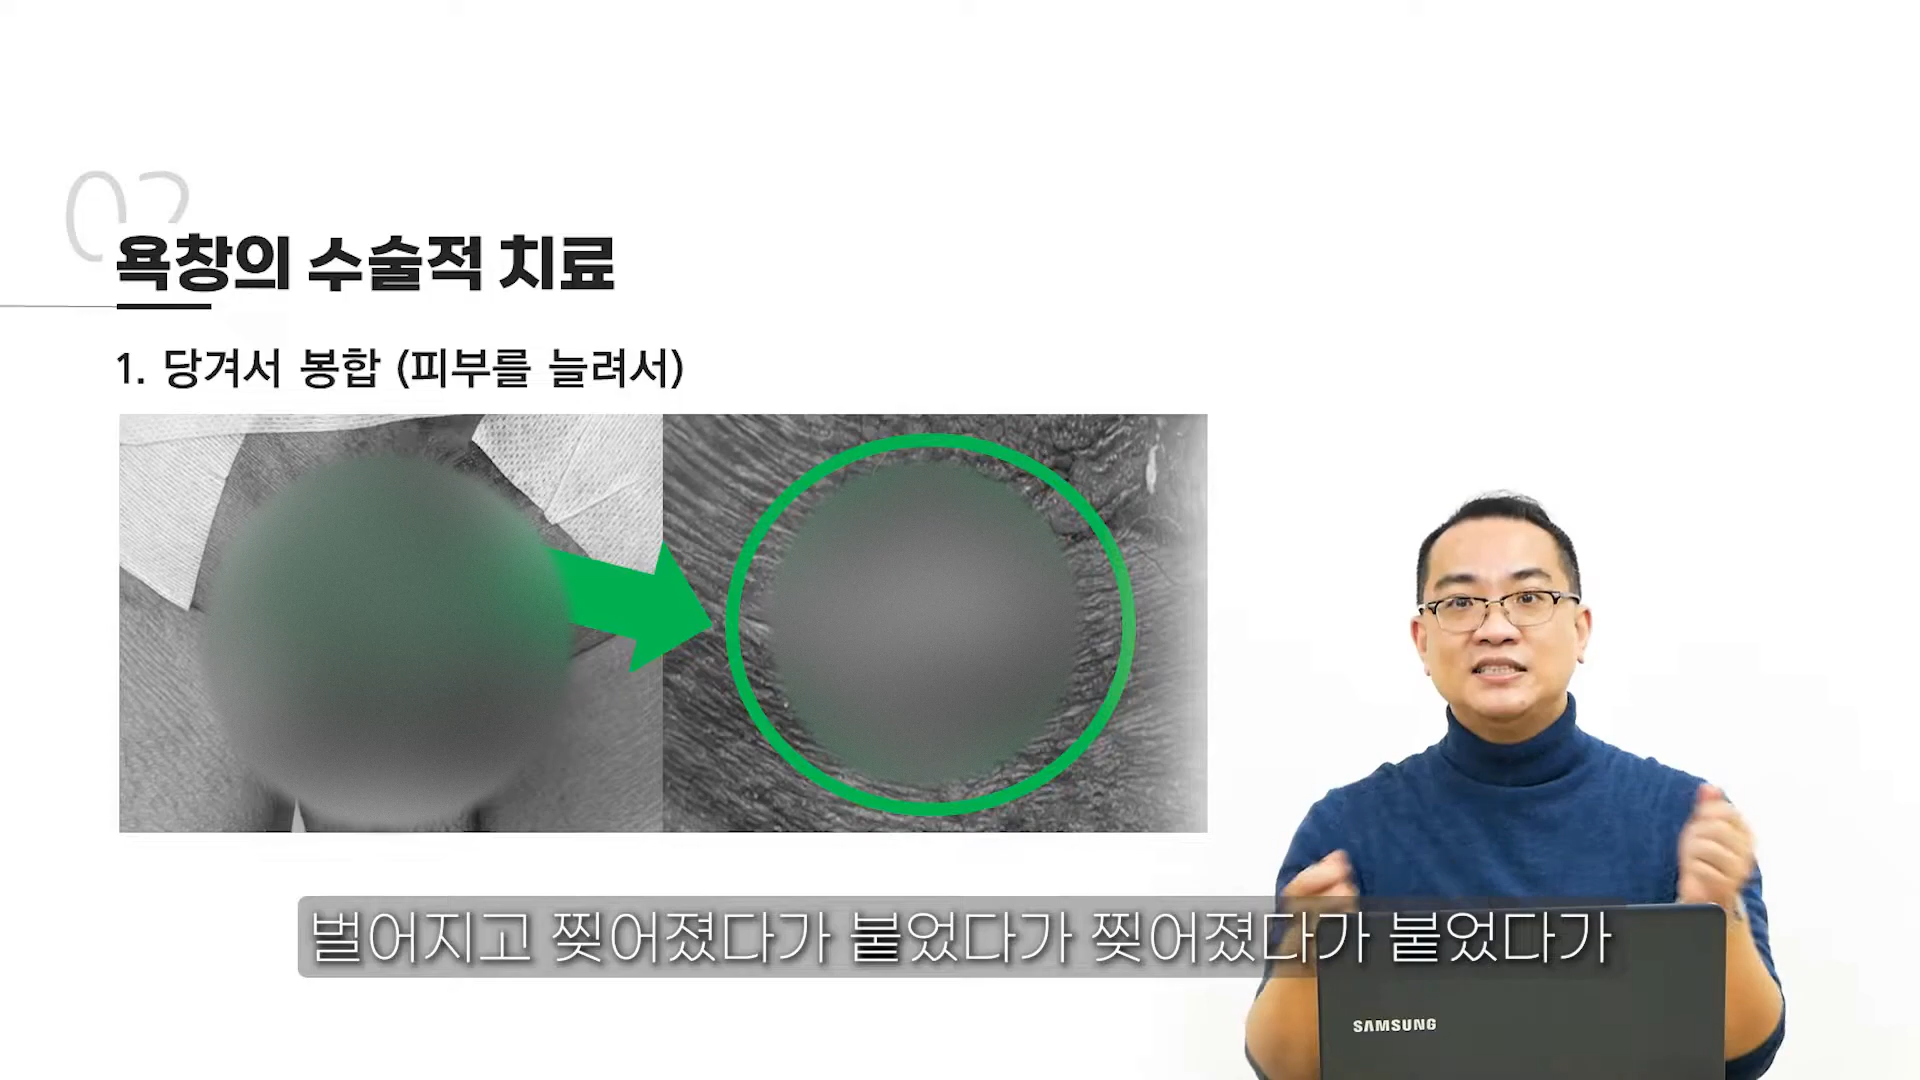 02
욕창의 수술적 치료
1. 당겨서 봉합 (피부를 늘려서)
벌어지고 찢어졌다가 붙었다가 찢어졌다가 붙었다가
SAMSUNG